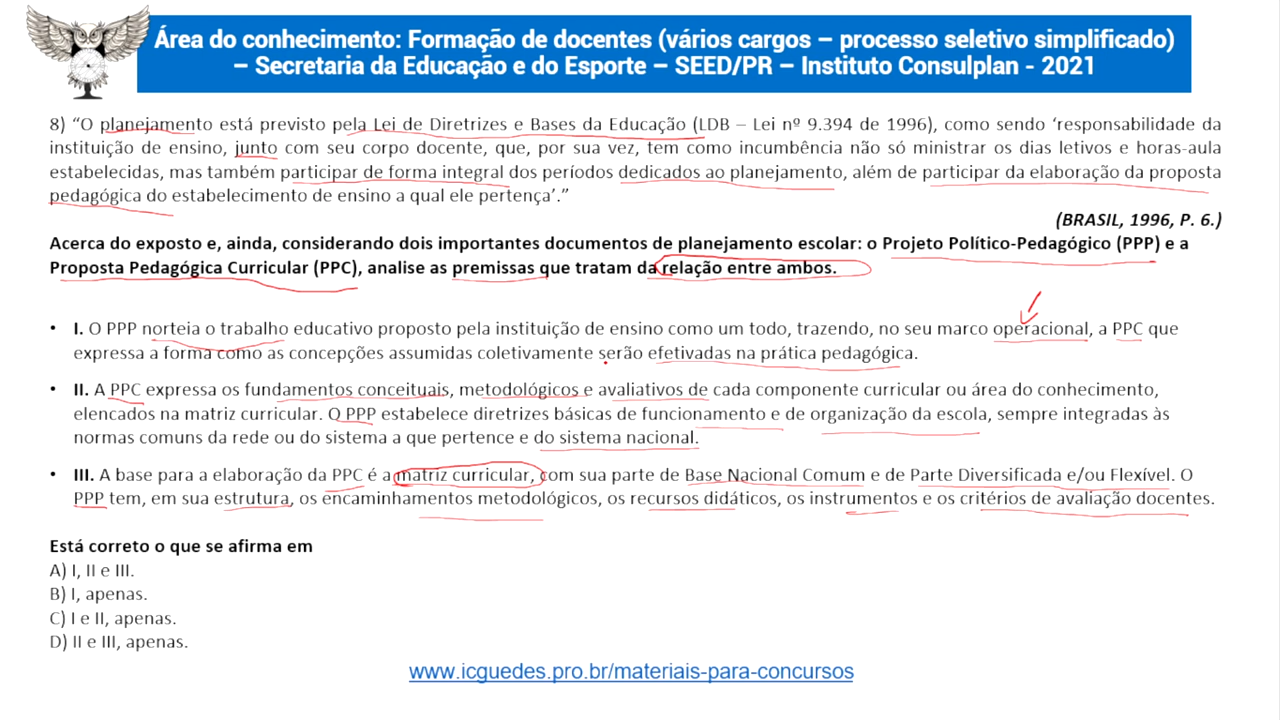 Área do conhecimento: Formação de docentes (vários cargos – processo seletivo simplificado)
– Secretaria da Educação e do Esporte – SEED/PR – Instituto Consulplan - 2021
8) “O planejamento está previsto pela Lei de Diretrizes e Bases da Educação (LDB – Lei nº 9.394 de 1996), como sendo ‘responsabilidade da
instituição de ensino, junto com seu corpo docente, que, por sua vez, tem como incumbência não só ministrar os dias letivos e horas-aula
estabelecidas, mas também participar de forma integral dos períodos dedicados ao planejamento, além de participar da elaboração da proposta
pedagógica do estabelecimento de ensino a qual ele pertença’.”
(BRASIL, 1996, P. 6.)
Acerca do exposto e, ainda, considerando dois importantes documentos de planejamento escolar: o Projeto Político-Pedagógico (PPP) e a
Proposta Pedagógica Curricular (PPC), analise as premissas que tratam da relação entre ambos.
• I. O PPP norteia o trabalho educativo proposto pela instituição de ensino como um todo, trazendo, no seu marco operacional, a PPC que
expressa a forma como as concepções assumidas coletivamente serão efetivadas na prática pedagógica.
• II. A PPC expressa os fundamentos conceituais, metodológicos e avaliativos de cada componente curricular ou área do conhecimento,
elencados na matriz curricular. O PPP estabelece diretrizes básicas de funcionamento e de organização da escola, sempre integradas às
normas comuns da rede ou do sistema a que pertence e do sistema nacional.
• III. A base para a elaboração da PPC é a matriz curricular, com sua parte de Base Nacional Comum e de Parte Diversificada e/ou Flexível. O
PPP tem, em sua estrutura, os encaminhamentos metodológicos, os recursos didáticos, os instrumentos e os critérios de avaliação docentes.
Está correto o que se afirma em
A) I, II e III.
B) I, apenas.
C) I e II, apenas.
D) II e III, apenas.
www.icguedes.pro.br/materiais-para-concursos